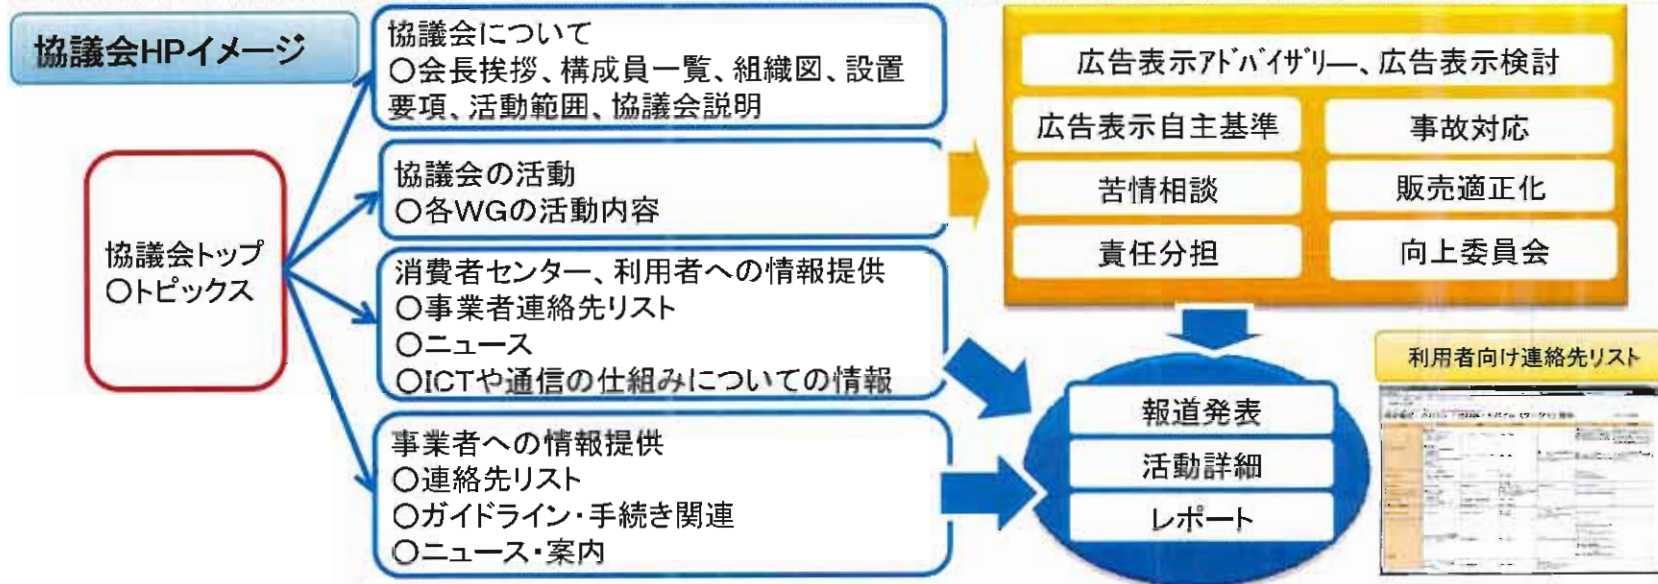 協議会HPイメージ
協議会トップ
○トピックス
協議会について
○会長挨拶、構成員一覧、組織図、設置
要項、活動範囲、協議会説明
協議会の活動
○各WGの活動内容
消費者センター、利用者への情報提供
○事業者連絡先リスト
○ニュース
○ICTや通信の仕組みについての情報
事業者への情報提供
○連絡先リスト
○ガイドライン・手続き関連
○ニュース・案内
広告表示アドバイザリー、広告表示検討
広告表示自主基準
事故対応
苦情相談
販売適正化
責任分担
向上委員会
報道発表
活動詳細
レポート
利用者向け連絡先リスト